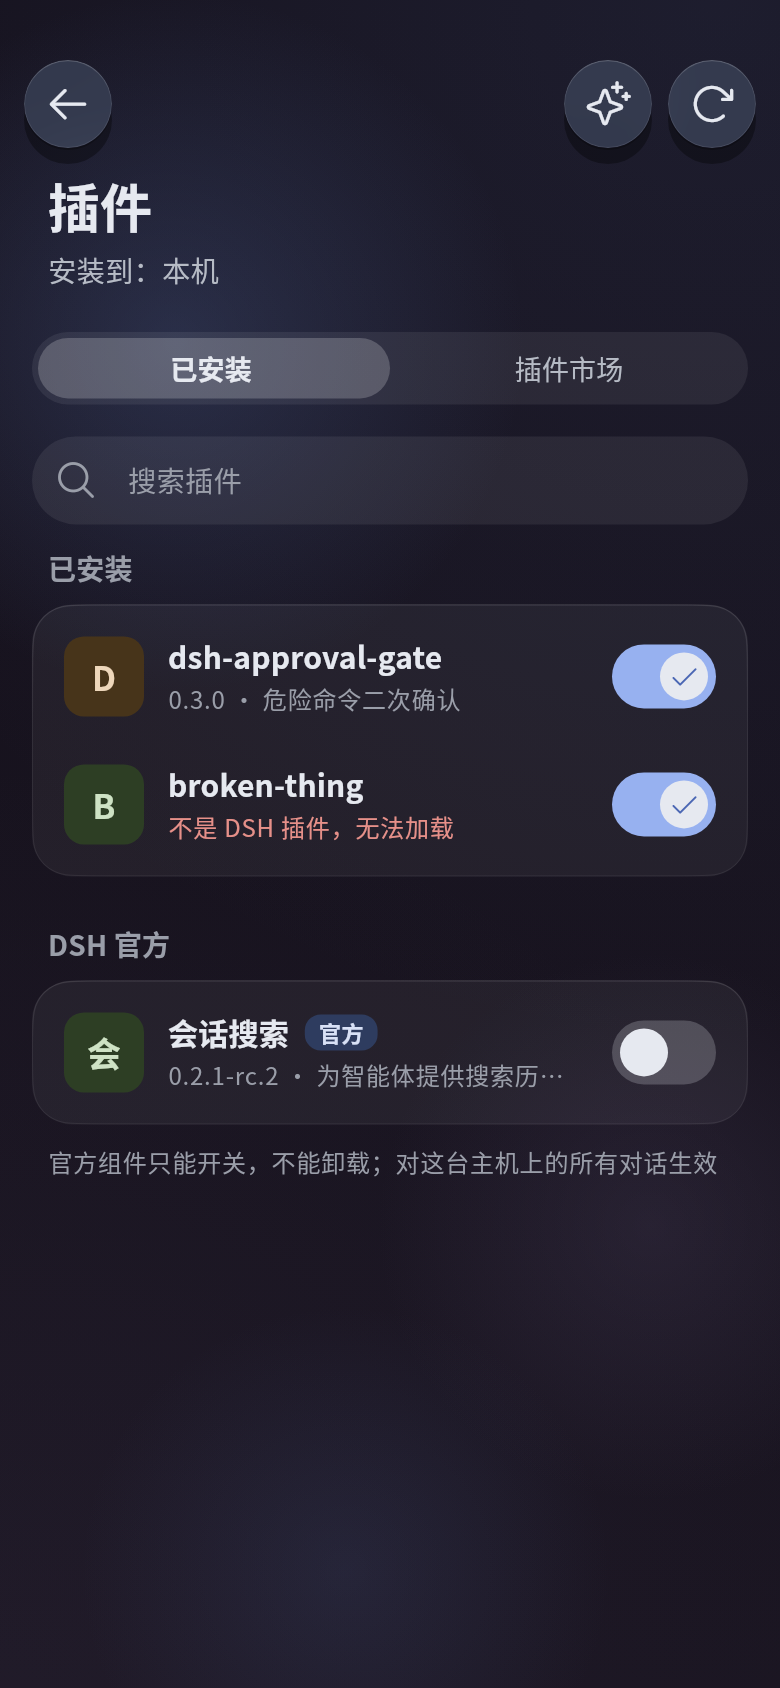 插件
安装到：本机
已安装
插件市场
搜索插件
已安装
D
dsh-approval-gate
0.3.0 · 危险命令二次确认
B
broken-thing
不是 DSH 插件，无法加载
DSH 官方
会
会话搜索 官方
0.2.1-rc.2 · 为智能体提供搜索历…
官方组件只能开关，不能卸载；对这台主机上的所有对话生效